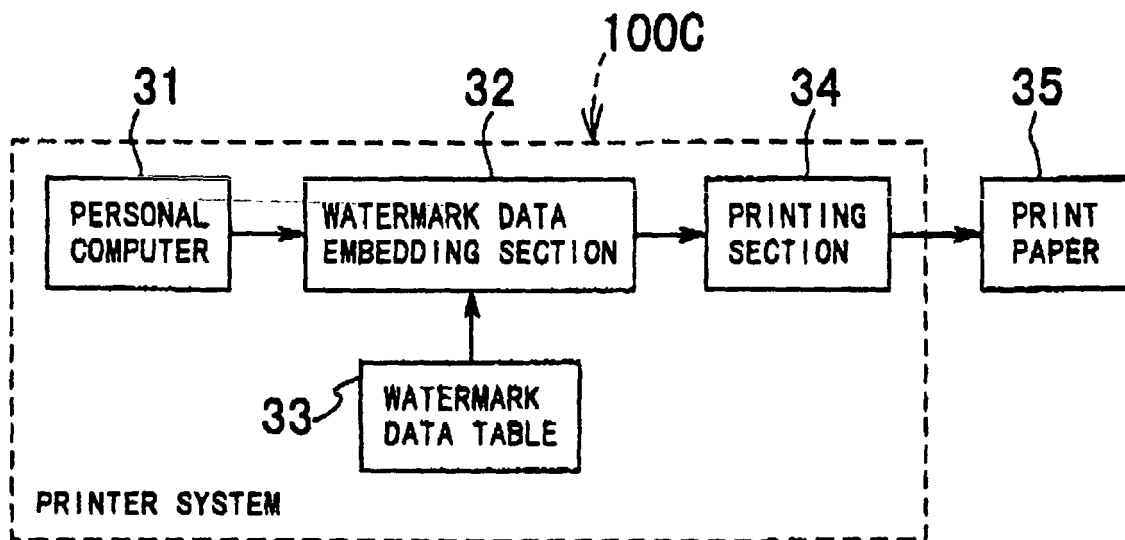 100C
31
32
34
35
PERSONAL
COMPUTER
WATERMARK DATA
EMBEDDING SECTION
PRINTING
SECTION
PRINT
PAPER
33
WATERMARK
DATA TABLE
PRINTER SYSTEM